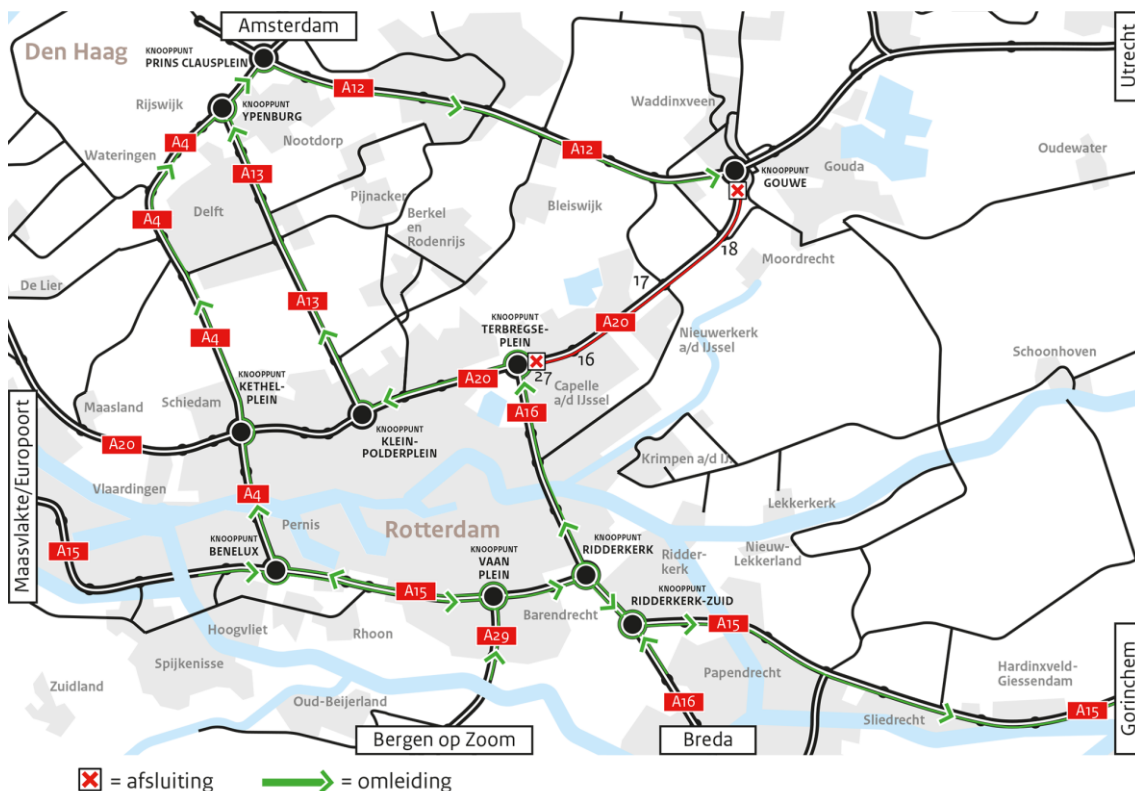 Amsterdam
Den Haag
KNOOPPUNT
PRINS CLAUSPLEIN
Utrecht
A12
Rijswijk
KNOOPPUNT
YPENBURG
Waddinxveen
Nootdorp
A4
A12
Wateringen
Oudewater
KNOOPPUNT
GOUWE
Gouda
A13
Pijnacker
Delft
A4
Berkel
en
Rodenrijs
Bleiswijk
18
Moordrecht
De Lier
17
A13
KNOOPPUNT
TERBREGSE-
PLEIN
A20
Nieuwerkerk
a/d IJssel
A4
16
Schoonhoven
KNOOPPUNT
KETHEL-
PLEIN
A20
27
Capelle
a/d IJssel
Maasland
Schiedam
A16
KNOOPPUNT
KLEIN-
POLDERPLEIN
A20
Krimpen a/d IJ.
Vlaardingen
A4
Lekkerkerk
Maasvlakte/Europoort
Pernis
Rotterdam
KNOOPPUNT
BENELUX
KNOOPPUNT
VAAN
PLEIN
KNOOPPUNT
RIDDERKERK
Ridder-
kerk
Nieuw-
Lekkerland
A15
A15
KNOOPPUNT
RIDDERKERK-ZUID
Barendrecht
A15
Hoogvliet
Rhoon
A29
Spijkenisse
Papendrecht
Hardinxveld-
Giessendam
Zuidland
Oud-Beijerland
A16
A15
Sliedrecht
Gorinchem
Bergen op Zoom
Breda
= afsluiting
= omleiding